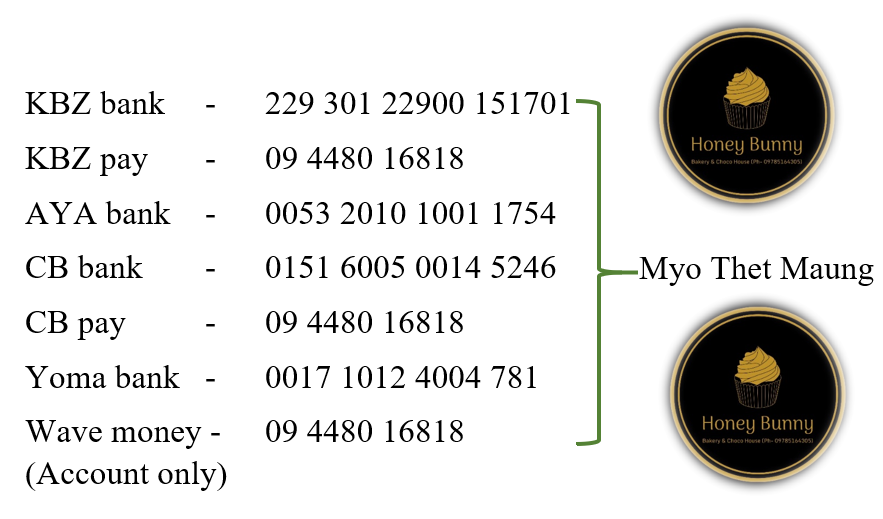 KBZ bank - 229 301 22900 151701
KBZ pay - 09 4480 16818
AYA bank - 0053 2010 1001 1754
CB bank - 0151 6005 0014 5246
CB pay - 09 4480 16818
Yoma bank - 0017 1012 4004 781
Wave money - 09 4480 16818
(Account only)
Honey Bunny
Bakery & Choco House (Ph- 09785164305)
Myo Thet Maung
Honey Bunny
Bakery & Choco House (Ph- 09785164305)